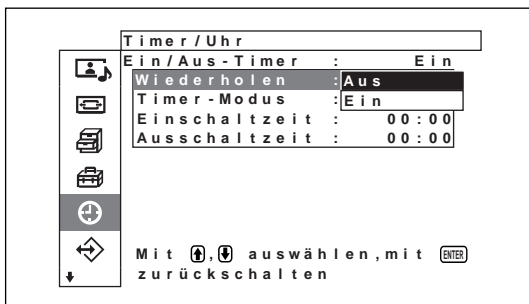 Timer/Uhr
Ein/Aus-Timer : Ein
Wiederholen :Aus
Timer-Modus :Ein
Einschaltzeit : 00:00
Ausschaltzeit : 00:00
Mit ↑,↓ auswählen,mit ENTER
zurückschalten